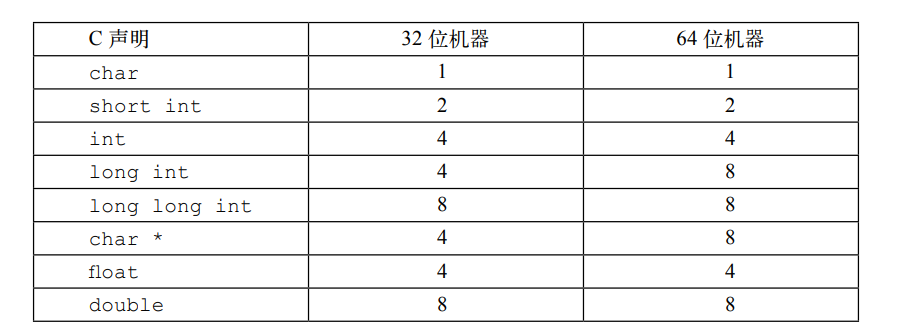 C 声明 32 位机器 64 位机器
char 1 1
short int 2 2
int 4 4
long int 4 8
long long int 8 8
char * 4 8
float 4 4
double 8 8